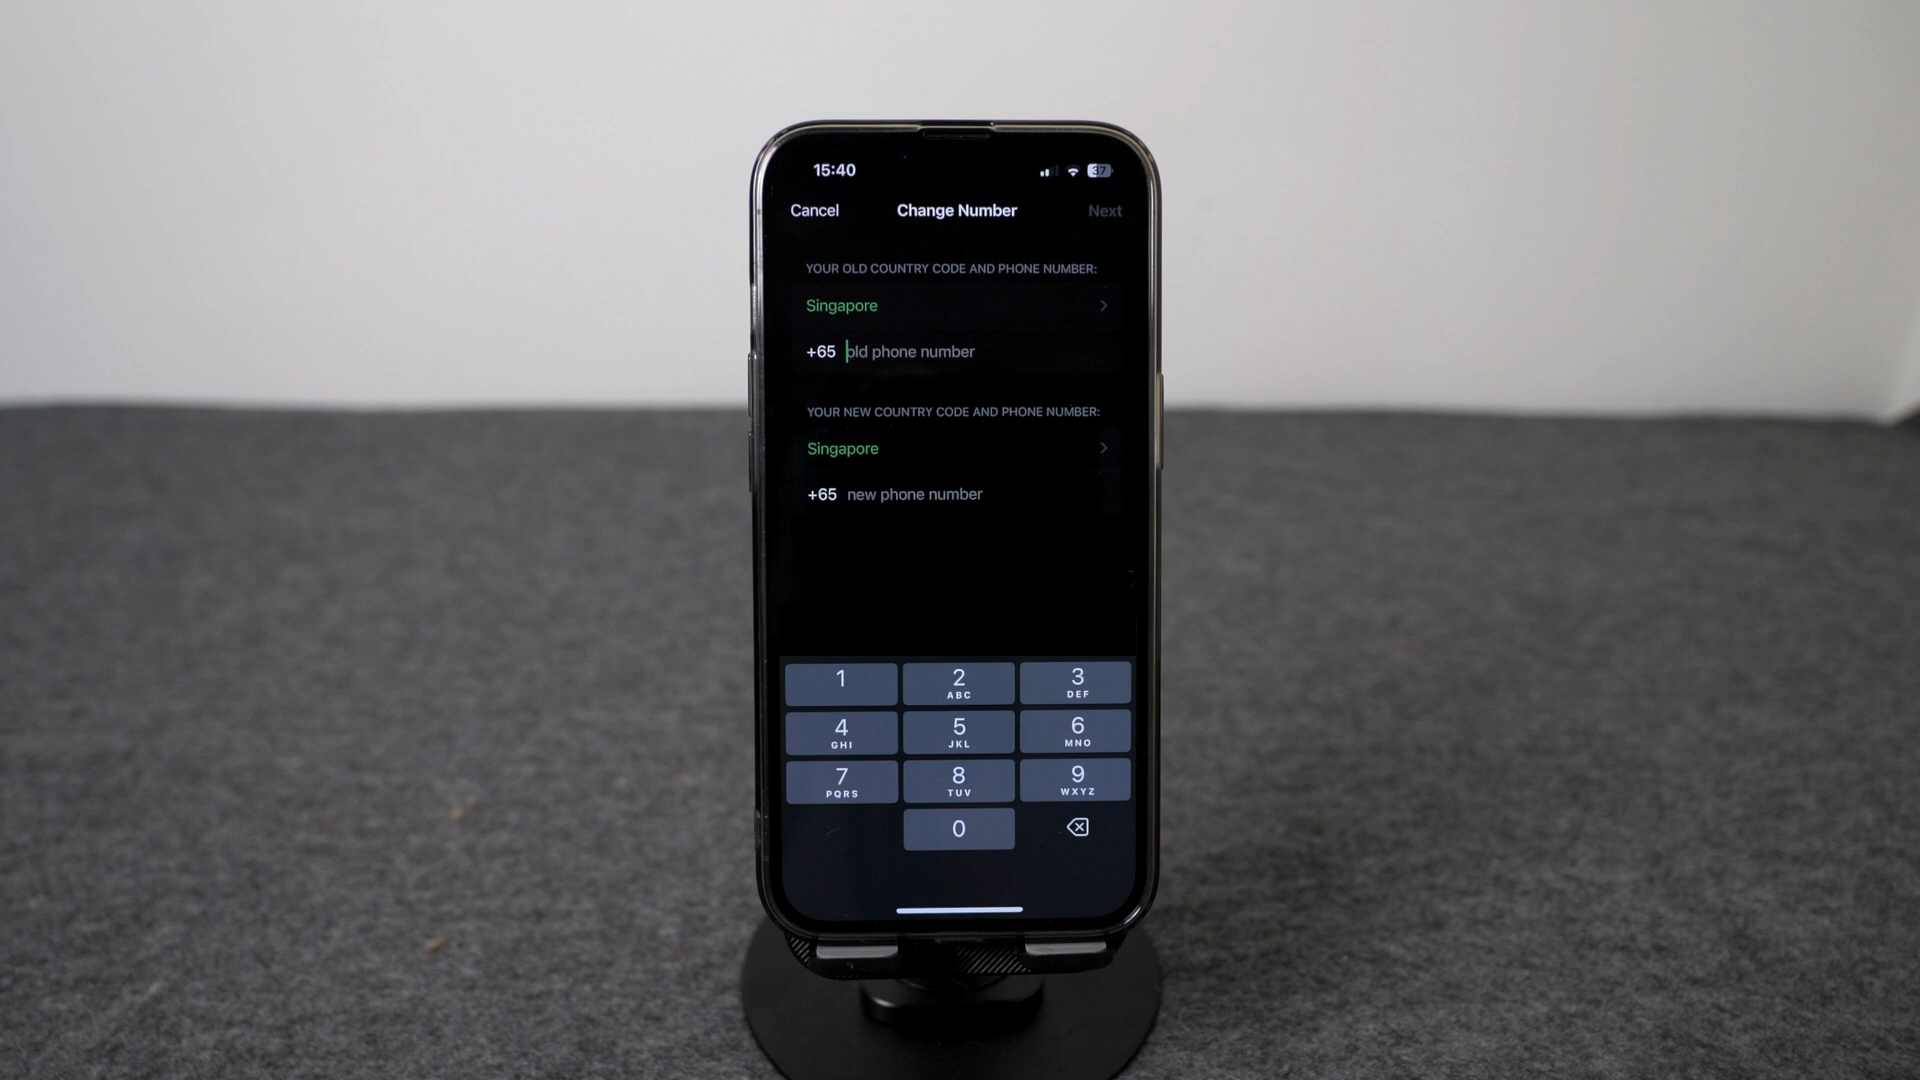 15:40
37
Cancel Change Number Next
YOUR OLD COUNTRY CODE AND PHONE NUMBER:
Singapore
+65 old phone number
YOUR NEW COUNTRY CODE AND PHONE NUMBER:
Singapore
+65 new phone number
1 2 3
ABC DEF
4 5 6
GHI JKL MNO
7 8 9
PQRS TUV WXYZ
0